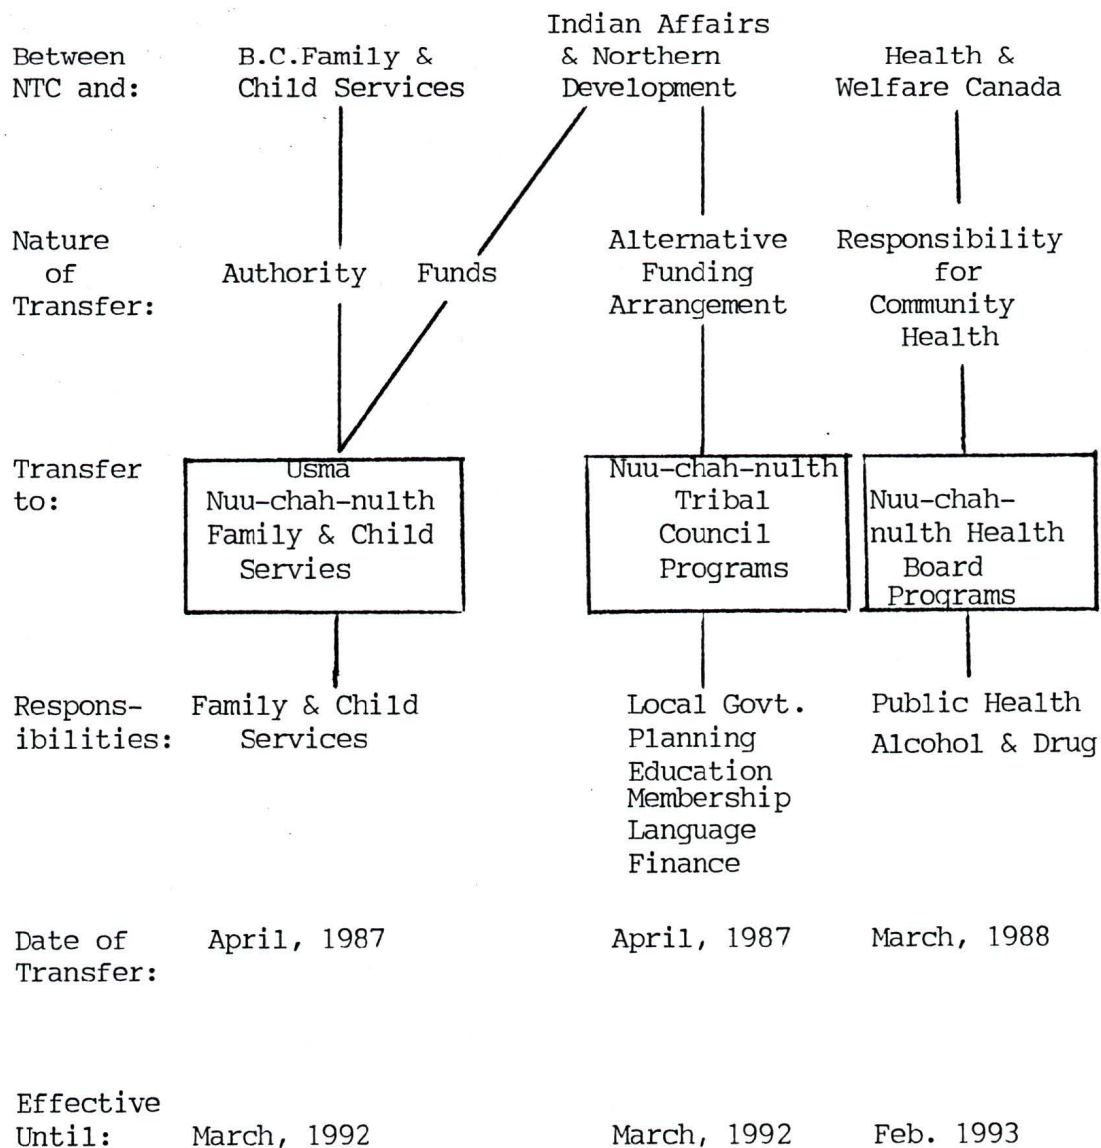 Between NTC and:
B.C.Family &
Child Services
Indian Affairs
& Northern
Development
Health &
Welfare Canada
Nature
of
Transfer:
Authority
Funds
Alternative
Funding
Arrangement
Responsibility
for
Community
Health
Transfer
to:
Usma
Nuu-chah-nulth
Family & Child
Servies
Nuu-chah-nulth
Tribal
Council
Programs
Nuu-chah-
nulth Health
Board
Programs
Respons-
ibilities:
Family & Child
Services
Local Govt.
Planning
Education
Membership
Language
Finance
Public Health
Alcohol & Drug
Date of
Transfer:
April, 1987
April, 1987
March, 1988
Effective
Until:
March, 1992
March, 1992
Feb. 1993